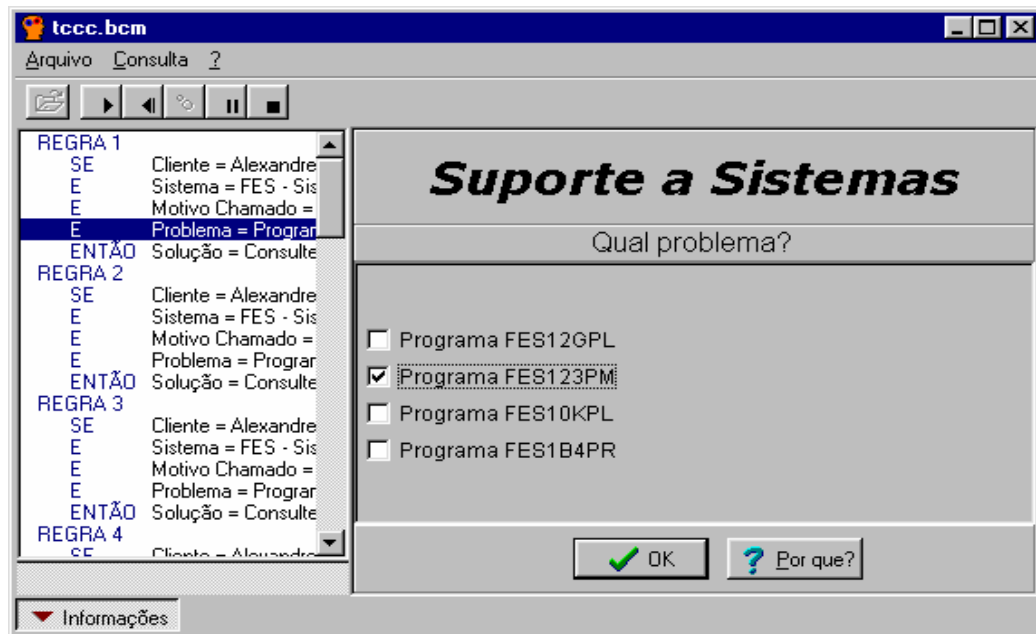 tccc.bcm
Arquivo Consulta ?
REGRA 1
SE Cliente = Alexandre
E Sistema = FES - Sis
E Motivo Chamado =
E Problema = Progran
ENTÃO Solução = Consulte
REGRA 2
SE Cliente = Alexandre
E Sistema = FES - Sis
E Motivo Chamado =
E Problema = Progran
ENTÃO Solução = Consulte
REGRA 3
SE Cliente = Alexandre
E Sistema = FES - Sis
E Motivo Chamado =
E Problema = Progran
ENTÃO Solução = Consulte
REGRA 4
SE Cliente = Alexandre
Suporte a Sistemas
Qual problema?
Programa FES12GPL
Programa FES123PM
Programa FES10KPL
Programa FES1B4PR
OK Por que?
Informações